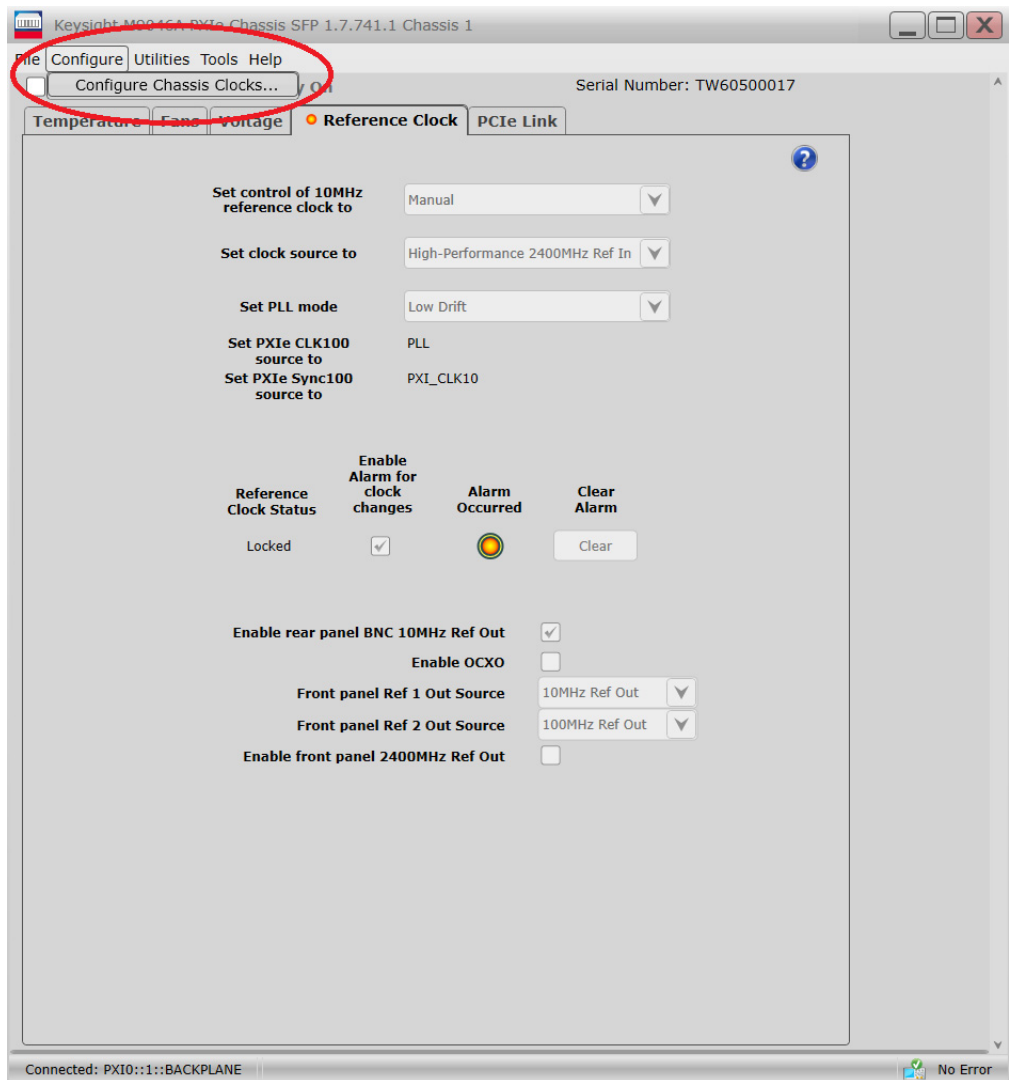 Keysight M9046A PXIe Chassis SFP 1.7.741.1 Chassis 1
File Configure Utilities Tools Help
Configure Chassis Clocks...
y On
Serial Number: TW60500017
Temperature Fans Voltage Reference Clock PCIe Link
?
Set control of 10MHz
reference clock to
Manual
Set clock source to
High-Performance 2400MHz Ref In
Set PLL mode
Low Drift
Set PXIe CLK100
source to
PLL
Set PXIe Sync100
source to
PXI_CLK10
Reference
Clock Status
Enable
Alarm for
clock
changes
Alarm
Occurred
Clear
Alarm
Locked
Clear
Enable rear panel BNC 10MHz Ref Out
Enable OCXO
Front panel Ref 1 Out Source
10MHz Ref Out
Front panel Ref 2 Out Source
100MHz Ref Out
Enable front panel 2400MHz Ref Out
Connected: PXI0::1::BACKPLANE
No Error